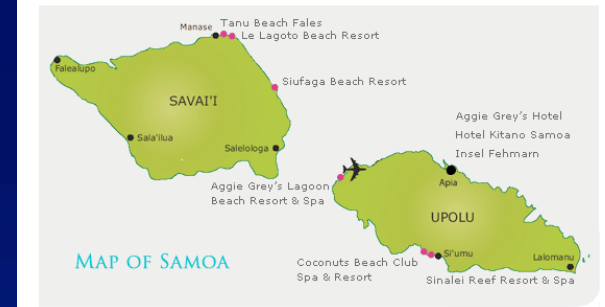 Tanu Beach Fales
Manase
Le Lagoto Beach Resort
Falealupo
Siufaga Beach Resort
SAVAI'I
Sala'ilua
Salelologa
Aggie Grey's Hotel
Hotel Kitano Samoa
Insel Fehmarn
Aggie Grey's Lagoon
Beach Resort & Spa
Apia
UPOLU
MAP OF SAMOA
Coconuts Beach Club
Spa & Resort
Si'umu
Lalomanu
Sinalei Reef Resort & Spa